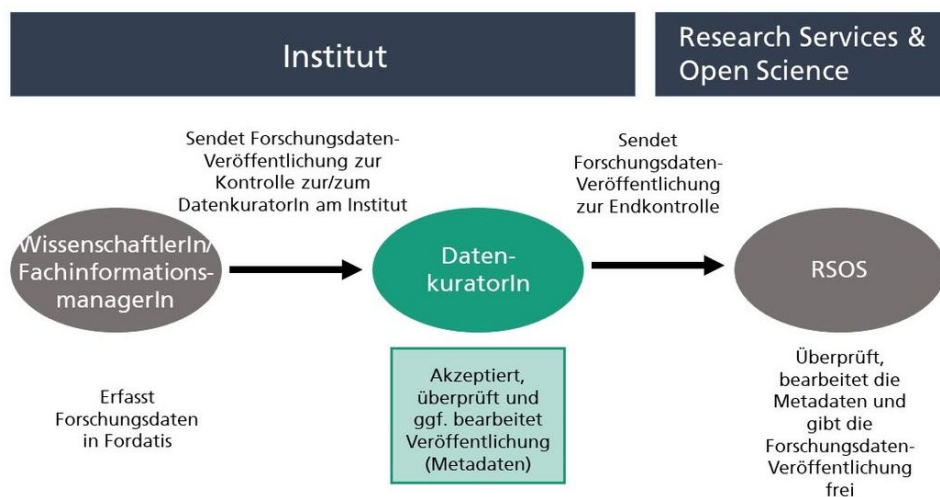 Institut
Research Services &
Open Science
Sendet Forschungsdaten-
Veröffentlichung zur
Kontrolle zur/zum
DatenkuratorIn am Institut
Sendet
Forschungsdaten-
Veröffentlichung
zur Endkontrolle
WissenschaftlerIn/
Fachinformations-
managerIn
Daten-
kuratorIn
RSOS
Erfasst
Forschungsdaten
in Fordatis
Akzeptiert,
überprüft und
ggf. bearbeitet
Veröffentlichung
(Metadaten)
Überprüft,
bearbeitet die
Metadaten und
gibt die
Forschungsdaten-
Veröffentlichung
frei